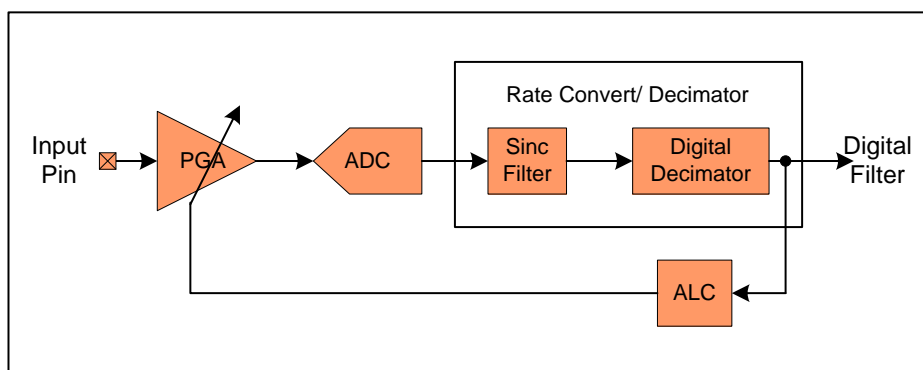 Rate Convert/ Decimator
Input
Pin
PGA
ADC
Sinc
Filter
Digital
Decimator
Digital
Filter
ALC